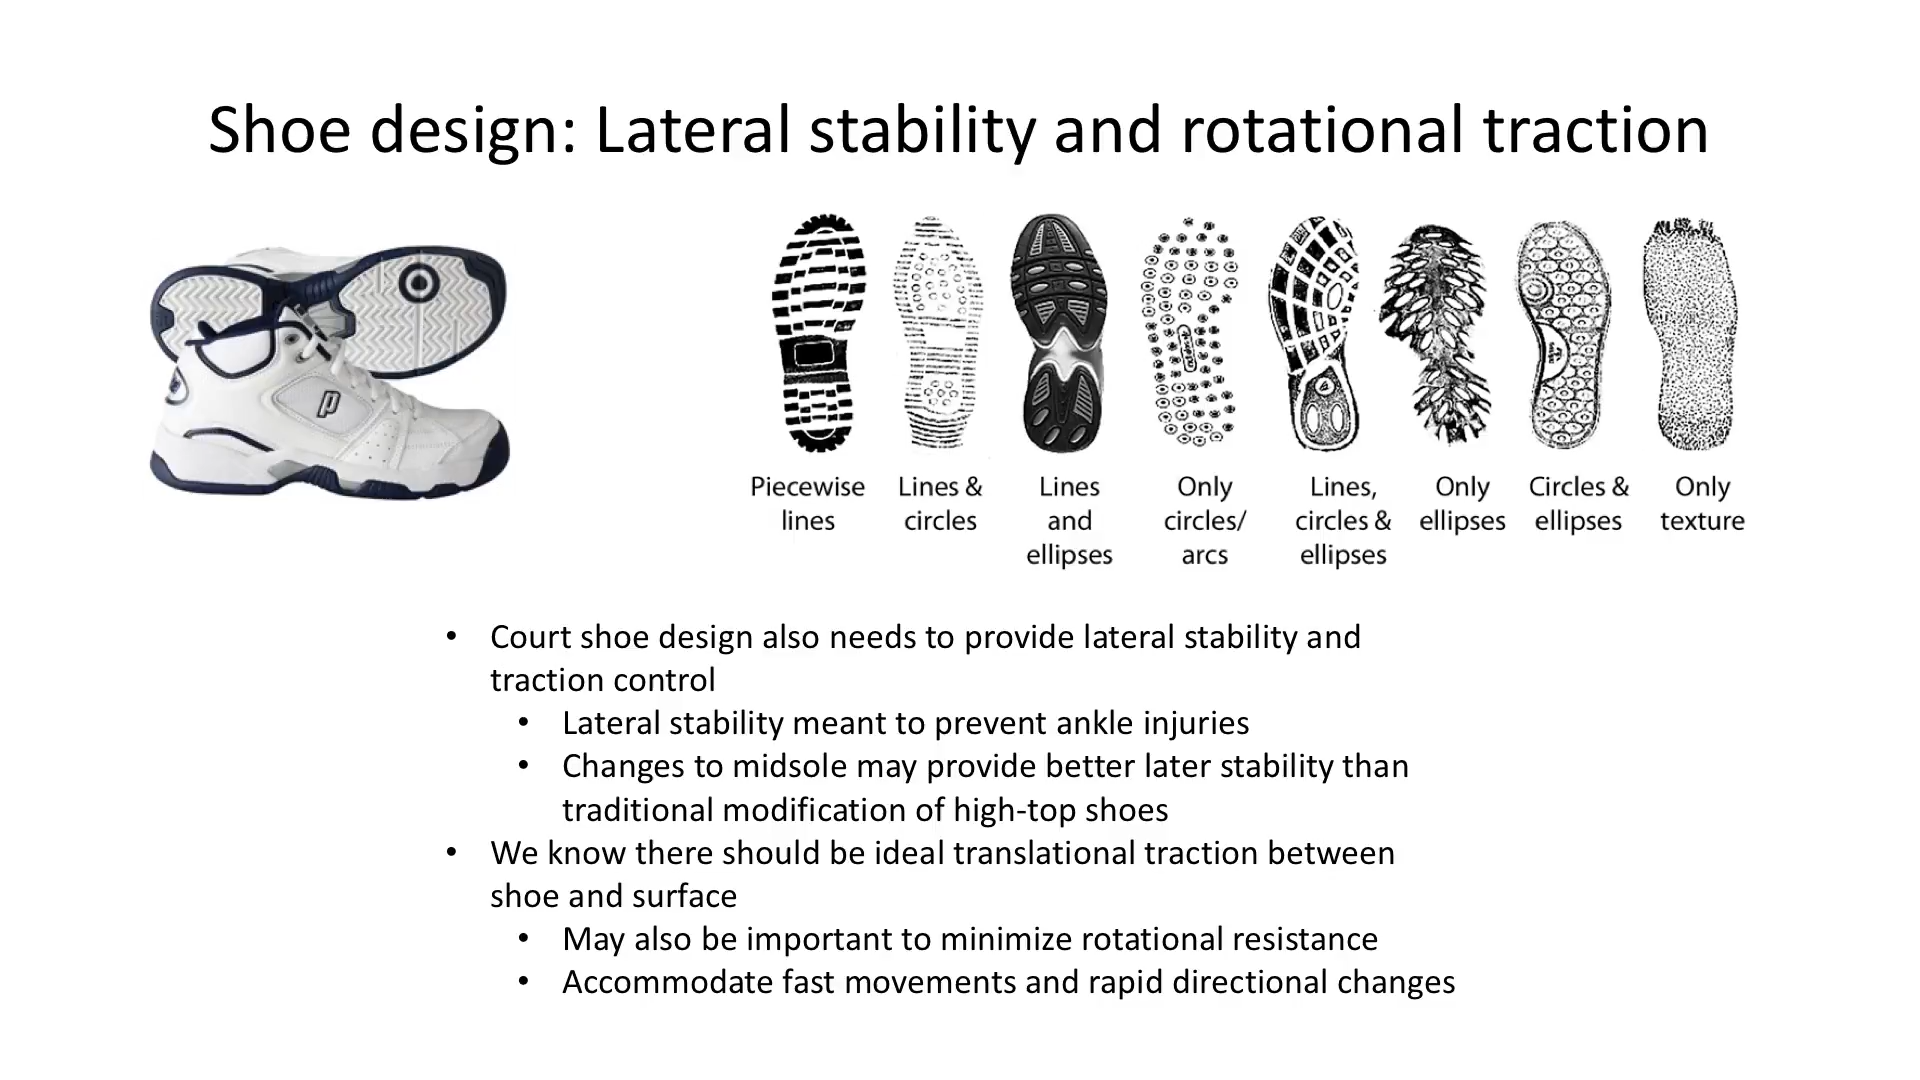 Shoe design: Lateral stability and rotational traction
Piecewise
lines
Lines &
circles
Lines
and
ellipses
Only
circles/
arcs
Lines,
circles &
ellipses
Only
ellipses
Circles &
ellipses
Only
texture
• Court shoe design also needs to provide lateral stability and
traction control
• Lateral stability meant to prevent ankle injuries
• Changes to midsole may provide better later stability than
traditional modification of high-top shoes
• We know there should be ideal translational traction between
shoe and surface
• May also be important to minimize rotational resistance
• Accommodate fast movements and rapid directional changes